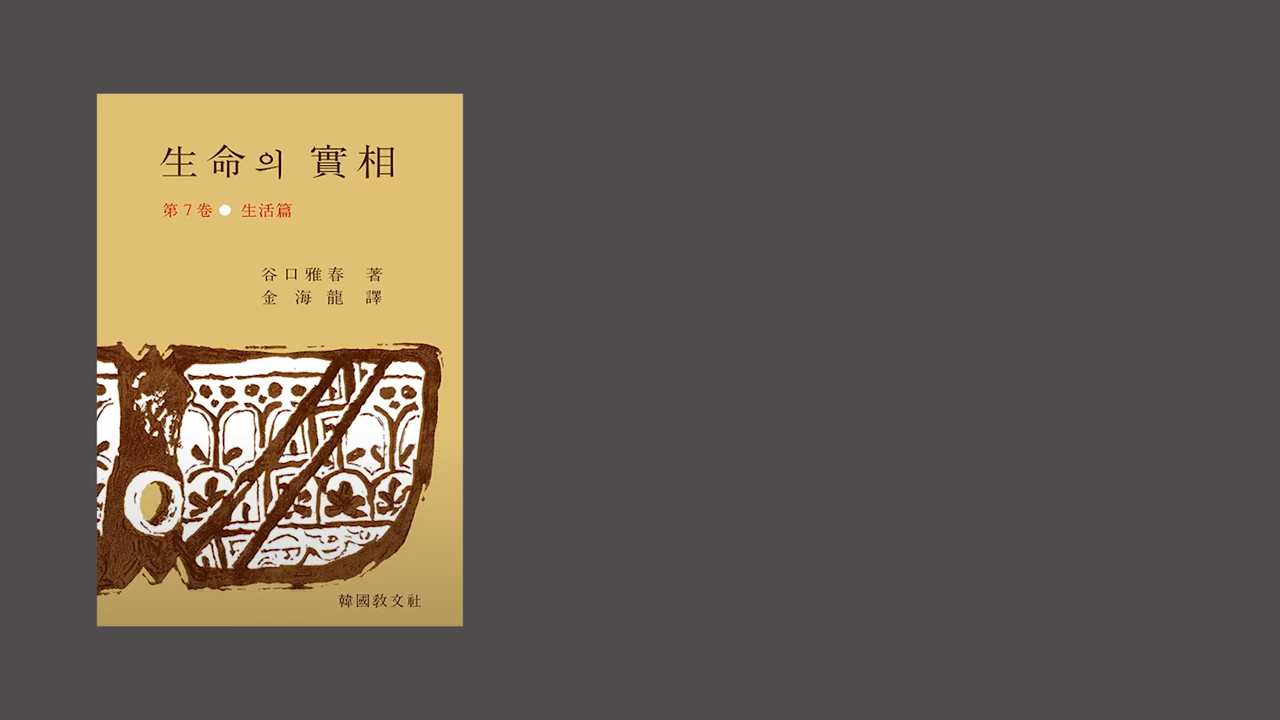 生命의 實相
第7卷 ● 生活篇
谷口雅春 著
金海龍 譯
韓國敎文社